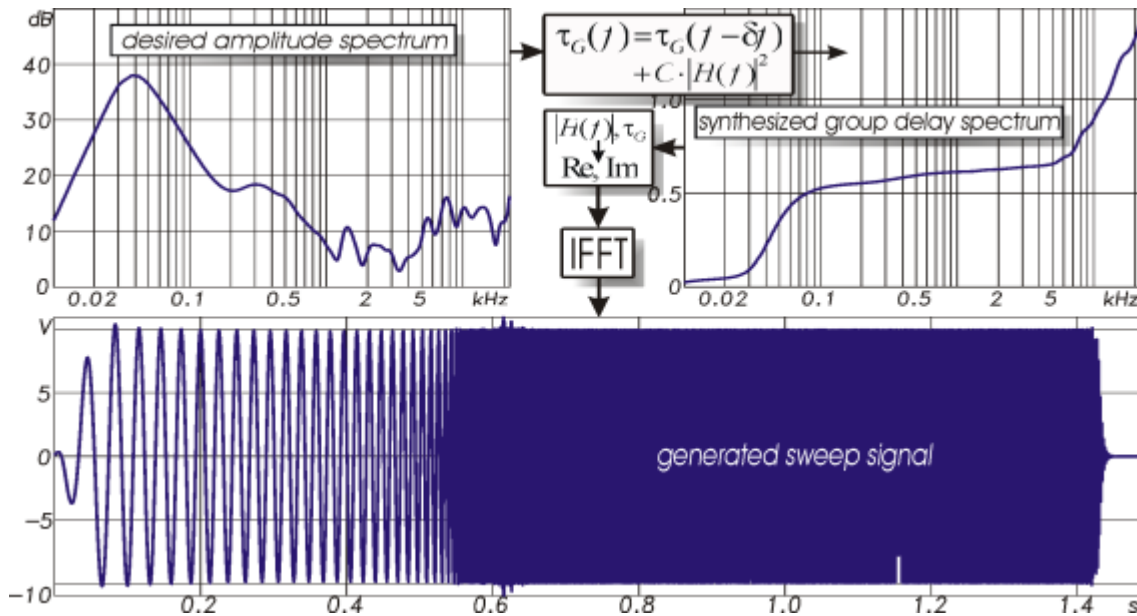 dB
desired amplitude spectrum
40
30
20
10
0
0.02 0.1 0.5 2 5 kHz
τG(f)=τG(f−δf)
+C·|H(f)|²
|H(f)|,τG
Re, Im
IFFT
1.0
synthesized group delay spectrum
0.5
0
0.02 0.1 0.5 2 5 kHz
V
5
0
−5
−10
generated sweep signal
0.2 0.4 0.6 0.8 1.0 1.2 1.4 s